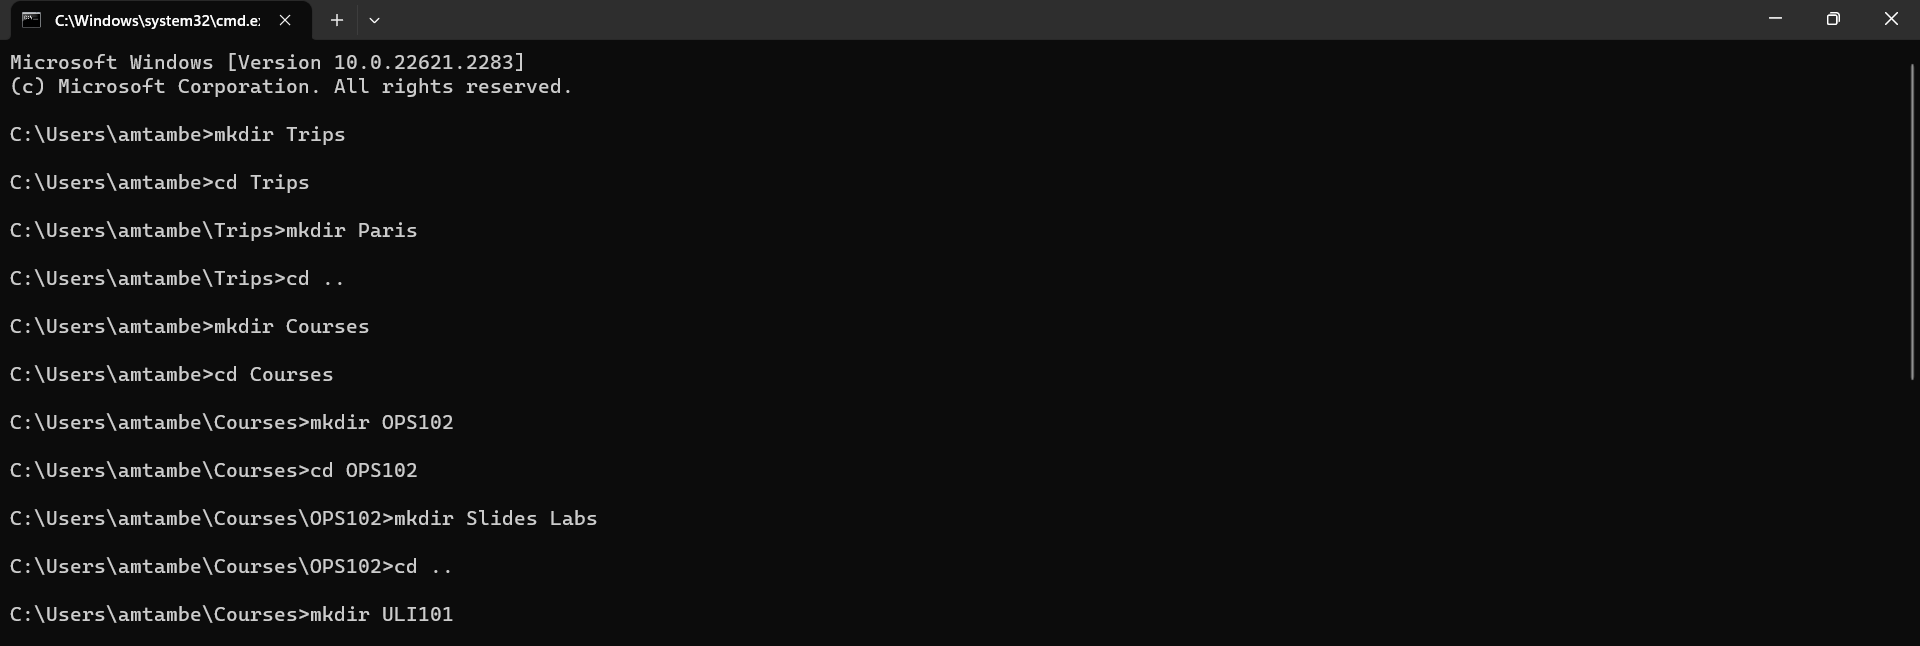 C:\Windows\system32\cmd.e
Microsoft Windows [Version 10.0.22621.2283]
(c) Microsoft Corporation. All rights reserved.
C:\Users\amtambe>mkdir Trips
C:\Users\amtambe>cd Trips
C:\Users\amtambe\Trips>mkdir Paris
C:\Users\amtambe\Trips>cd ..
C:\Users\amtambe>mkdir Courses
C:\Users\amtambe>cd Courses
C:\Users\amtambe\Courses>mkdir OPS102
C:\Users\amtambe\Courses>cd OPS102
C:\Users\amtambe\Courses\OPS102>mkdir Slides Labs
C:\Users\amtambe\Courses\OPS102>cd ..
C:\Users\amtambe\Courses>mkdir ULI101